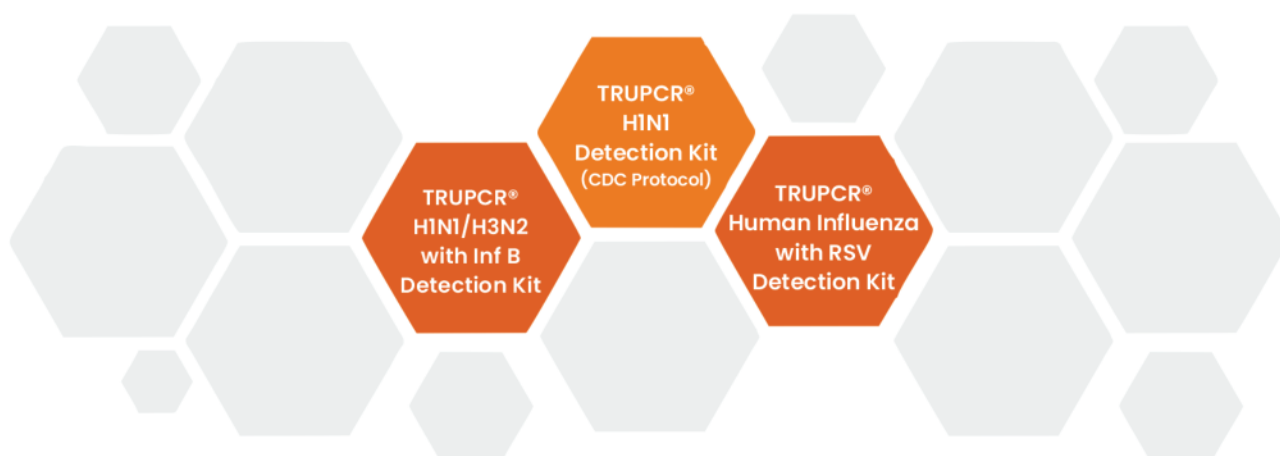 TRUPCR®
H1N1/H3N2
with Inf B
Detection Kit
TRUPCR®
H1N1
Detection Kit
(CDC Protocol)
TRUPCR®
Human Influenza
with RSV
Detection Kit